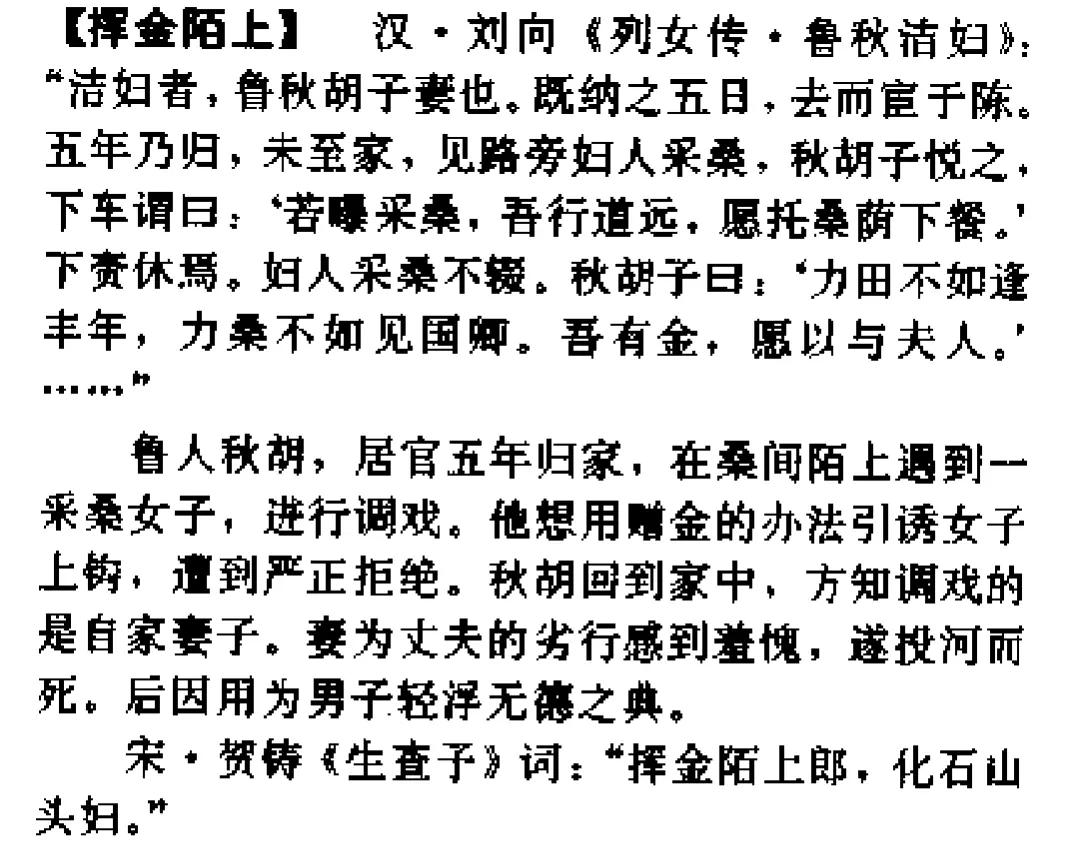 【挥金陌上】 汉·刘向《列女传·鲁秋洁妇》：
“洁妇者，鲁秋胡子妻也。既纳之五日，去而宦于陈。
五年乃归，未至家，见路旁妇人采桑，秋胡子悦之，
下车谓曰：‘若曝采桑，吾行道远，愿托桑荫下餐。’
下赍休焉。妇人采桑不辍。秋胡子曰：‘力田不如逢
丰年，力桑不如见国卿。吾有金，愿以与夫人。’
……”
鲁人秋胡，居官五年归家，在桑间陌上遇到一
采桑女子，进行调戏。他想用赠金的办法引诱女子
上钩，遭到严正拒绝。秋胡回到家中，方知调戏的
是自家妻子。妻为丈夫的劣行感到羞愧，遂投河而
死。后因用为男子轻浮无德之典。
宋·贺铸《生查子》词：“挥金陌上郎，化石山
头妇。”